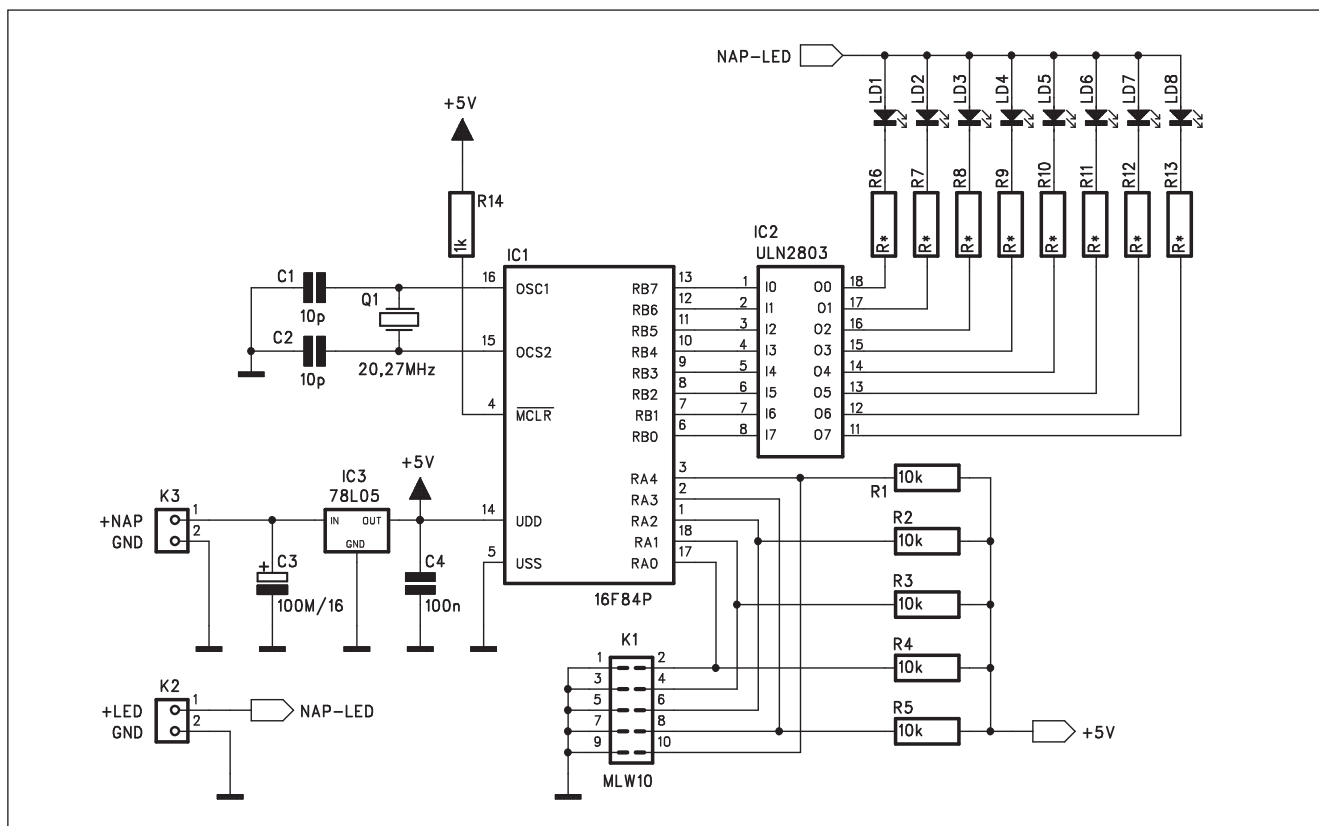 NAP-LED
LD1
LD2
LD3
LD4
LD5
LD6
LD7
LD8
+5V
R6
R7
R8
R9
R10
R11
R12
R13
R*
R*
R*
R*
R*
R*
R*
R*
R14
1k
IC1
IC2
ULN2803
C1
10p
C2
10p
Q1
20,27MHz
16 OSC1
15 OCS2
4 MCLR
14 UDD
5 USS
RB7 13
RB6 12
RB5 11
RB4 10
RB3 9
RB2 8
RB1 7
RB0 6
RA4 3
RA3 2
RA2 1
RA1 18
RA0 17
16F84P
1 I0 O0 18
2 I1 O1 17
3 I2 O2 16
4 I3 O3 15
5 I4 O4 14
6 I5 O5 13
7 I6 O6 12
8 I7 O7 11
K3
+NAP 1
GND 2
IC3
78L05
IN OUT
GND
+5V
+
C3
100M/16
C4
100n
R1
10k
R2
10k
R3
10k
R4
10k
R5
10k
+5V
K2
+LED 1
GND 2
NAP-LED
K1
1 2
3 4
5 6
7 8
9 10
MLW10